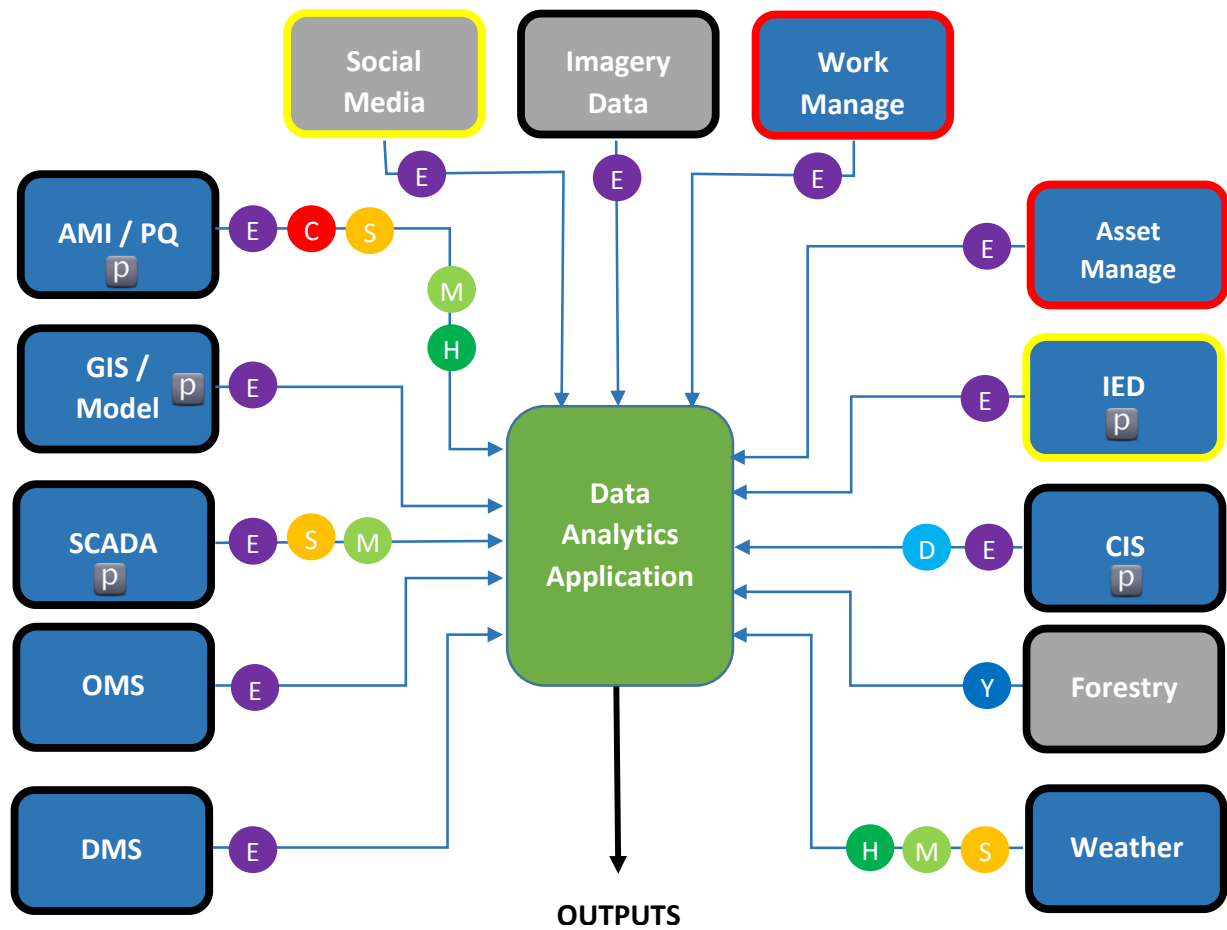 Social
Media
Imagery
Data
Work
Manage
E
E
E
AMI / PQ
p
E C S
M
H
Asset
Manage
E
GIS /
Model
p
E
IED
p
E
SCADA
p
E S M
Data
Analytics
Application
D E
CIS
p
OMS
E
Y
Forestry
DMS
E
H M S
Weather
OUTPUTS